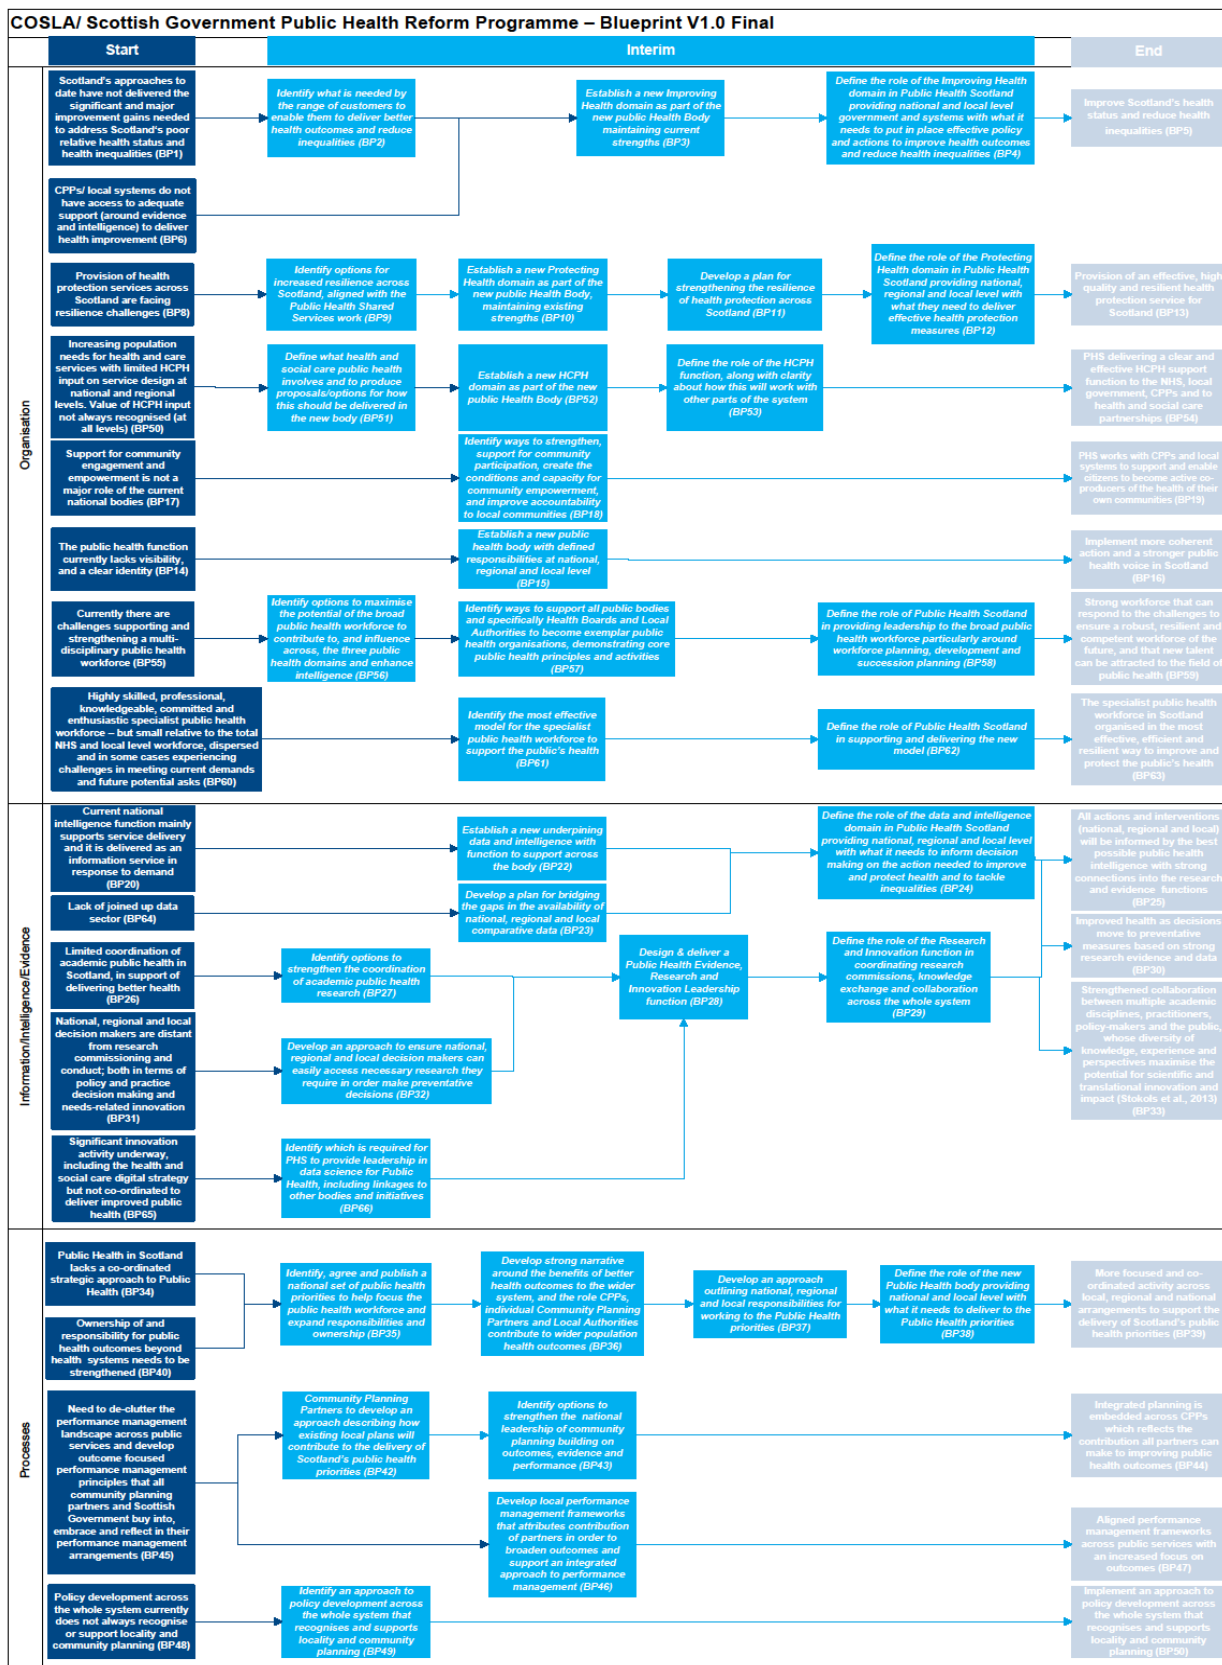 COSLA/ Scottish Government Public Health Reform Programme – Blueprint V1.0 Final
Start
Interim
End
Organisation
Scotland's approaches to
date have not delivered the
significant and major
improvement gains needed
to address Scotland's poor
relative health status and
health inequalities (BP1)
Identify what is needed by
the range of customers to
enable them to deliver better
health outcomes and reduce
inequalities (BP2)
Establish a new Improving
Health domain as part of the
new public Health Body
maintaining current
strengths (BP3)
Define the role of the Improving Health
domain in Public Health Scotland
providing national and local level
government and systems with what it
needs to put in place effective policy
and actions to improve health outcomes
and reduce health inequalities (BP4)
Improve Scotland's health
status and reduce health
inequalities (BP5)
CPPs/ local systems do not
have access to adequate
support (around evidence
and intelligence) to deliver
health improvement (BP6)
Provision of health
protection services across
Scotland are facing
resilience challenges (BP8)
Identify options for
increased resilience across
Scotland, aligned with the
Public Health Shared
Services work (BP9)
Establish a new Protecting
Health domain as part of the
new public Health Body,
maintaining existing
strengths (BP10)
Develop a plan for
strengthening the resilience
of health protection across
Scotland (BP11)
Define the role of the Protecting
Health domain in Public Health
Scotland providing national,
regional and local level with
what they need to deliver
effective health protection
measures (BP12)
Provision of an effective, high
quality and resilient health
protection service for
Scotland (BP13)
Increasing population
needs for health and care
services with limited HCPH
input on service design at
national and regional
levels. Value of HCPH input
not always recognised (at
all levels) (BP50)
Define what health and
social care public health
involves and to produce
proposals/options for how
this should be delivered in
the new body (BP51)
Establish a new HCPH
domain as part of the new
public Health Body (BP52)
Define the role of the HCPH
function, along with clarity
about how this will work with
other parts of the system
(BP53)
PHS delivering a clear and
effective HCPH support
function to the NHS, local
government, CPPs and to
health and social care
partnerships (BP54)
Support for community
engagement and
empowerment is not a
major role of the current
national bodies (BP17)
Identify ways to strengthen,
support for community
participation, create the
conditions and capacity for
community empowerment,
and improve accountability
to local communities (BP18)
PHS works with CPPs and local
systems to support and enable
citizens to become active co-
producers of the health of their
own communities (BP19)
The public health function
currently lacks visibility,
and a clear identity (BP14)
Establish a new public
health body with defined
responsibilities at national,
regional and local level
(BP15)
Implement more coherent
action and a stronger public
health voice in Scotland
(BP16)
Currently there are
challenges supporting and
strengthening a multi-
disciplinary public health
workforce (BP55)
Identify options to maximise
the potential of the broad
public health workforce to
contribute to, and influence
across, the three public
health domains and enhance
intelligence (BP56)
Identify ways to support all public bodies
and specifically Health Boards and Local
Authorities to become exemplar public
health organisations, demonstrating core
public health principles and activities
(BP57)
Define the role of Public Health Scotland
in providing leadership to the broad
public health workforce particularly around
workforce planning, development and
succession planning (BP58)
Strong workforce that can
respond to the challenges to
ensure a robust, resilient and
competent workforce of the
future, and that new talent
can be attracted to the field of
public health (BP59)
Highly skilled, professional,
knowledgeable, committed and
enthusiastic specialist public health
workforce – but small relative to the total
NHS and local level workforce, dispersed
and in some cases experiencing
challenges in meeting current demands
and future potential asks (BP60)
Identify the most effective
model for the specialist
public health workforce to
support the public's health
(BP61)
Define the role of Public Health Scotland
in supporting and delivering the new
model (BP62)
The specialist public health
workforce in Scotland
organised in the most
effective, efficient and
resilient way to improve and
protect the public's health
(BP63)
Information/Intelligence/Evidence
Current national
intelligence function mainly
supports service delivery
and it is delivered as an
information service in
response to demand
(BP20)
Establish a new underpining
data and intelligence with
function to support across
the body (BP22)
Define the role of the data and intelligence
domain in Public Health Scotland
providing national, regional and local level
with what it needs to inform decision
making on the action needed to improve
and protect health and to tackle
inequalities (BP24)
All actions and interventions
(national, regional and local)
will be informed by the best
possible public health
intelligence with strong
connections into the research
and evidence functions
(BP25)
Lack of joined up data
sector (BP64)
Develop a plan for bridging
the gaps in the availability of
national, regional and local
comparative data (BP23)
Improved health as decisions
move to preventative
measures based on strong
research evidence and data
(BP30)
Limited coordination of
academic public health in
Scotland, in support of
delivering better health
(BP26)
Identify options to
strengthen the coordination
of academic public health
research (BP27)
Design & deliver a
Public Health Evidence,
Research and
Innovation Leadership
function (BP28)
Define the role of the Research
and Innovation function in
coordinating research
commissions, knowledge
exchange and collaboration
across the whole system
(BP29)
Strengthened collaboration
between multiple academic
disciplines, practitioners,
policy-makers and the public,
whose diversity of
knowledge, experience and
perspectives maximise the
potential for scientific and
translational innovation and
impact (Stokols et al., 2013)
(BP33)
National, regional and local
decision makers are distant
from research
commissioning and
conduct; both in terms of
policy and practice
decision making and
needs-related innovation
(BP31)
Develop an approach to ensure national,
regional and local decision makers can
easily access necessary research they
require in order make preventative
decisions (BP32)
Significant innovation
activity underway,
including the health and
social care digital strategy
but not co-ordinated to
deliver improved public
health (BP65)
Identify which is required for
PHS to provide leadership in
data science for Public
Health, including linkages to
other bodies and initiatives
(BP66)
Processes
Public Health in Scotland
lacks a co-ordinated
strategic approach to Public
Health (BP34)
Identify, agree and publish a
national set of public health
priorities to help focus the
public health workforce and
expand responsibilities and
ownership (BP35)
Develop strong narrative
around the benefits of better
health outcomes to the wider
system, and the role CPPs,
individual Community Planning
Partners and Local Authorities
contribute to wider population
health outcomes (BP36)
Develop an approach
outlining national, regional
and local responsibilities for
working to the Public Health
priorities (BP37)
Define the role of the new
Public Health body providing
national and local level with
what it needs to deliver to the
Public Health priorities
(BP38)
More focused and co-
ordinated activity across
local, regional and national
arrangements to support the
delivery of Scotland's public
health priorities (BP39)
Ownership of and
responsibility for public
health outcomes beyond
health systems needs to be
strengthened (BP40)
Need to de-clutter the
performance management
landscape across public
services and develop
outcome focused
performance management
principles that all
community planning
partners and Scottish
Government buy into,
embrace and reflect in their
performance management
arrangements (BP45)
Community Planning
Partners to develop an
approach describing how
existing local plans will
contribute to the delivery of
Scotland's public health
priorities (BP42)
Identify options to
strengthen the national
leadership of community
planning building on
outcomes, evidence and
performance (BP43)
Integrated planning is
embedded across CPPs
which reflects the
contribution all partners can
make to improving public
health outcomes (BP44)
Develop local performance
management frameworks
that attributes contribution
of partners in order to
broaden outcomes and
support an integrated
approach to performance
management (BP46)
Aligned performance
management frameworks
across public services with
an increased focus on
outcomes (BP47)
Policy development across
the whole system currently
does not always recognise
or support locality and
community planning (BP48)
Identify an approach to
policy development across
the whole system that
recognises and supports
locality and community
planning (BP49)
Implement an approach to
policy development across
the whole system that
recognises and supports
locality and community
planning (BP50)